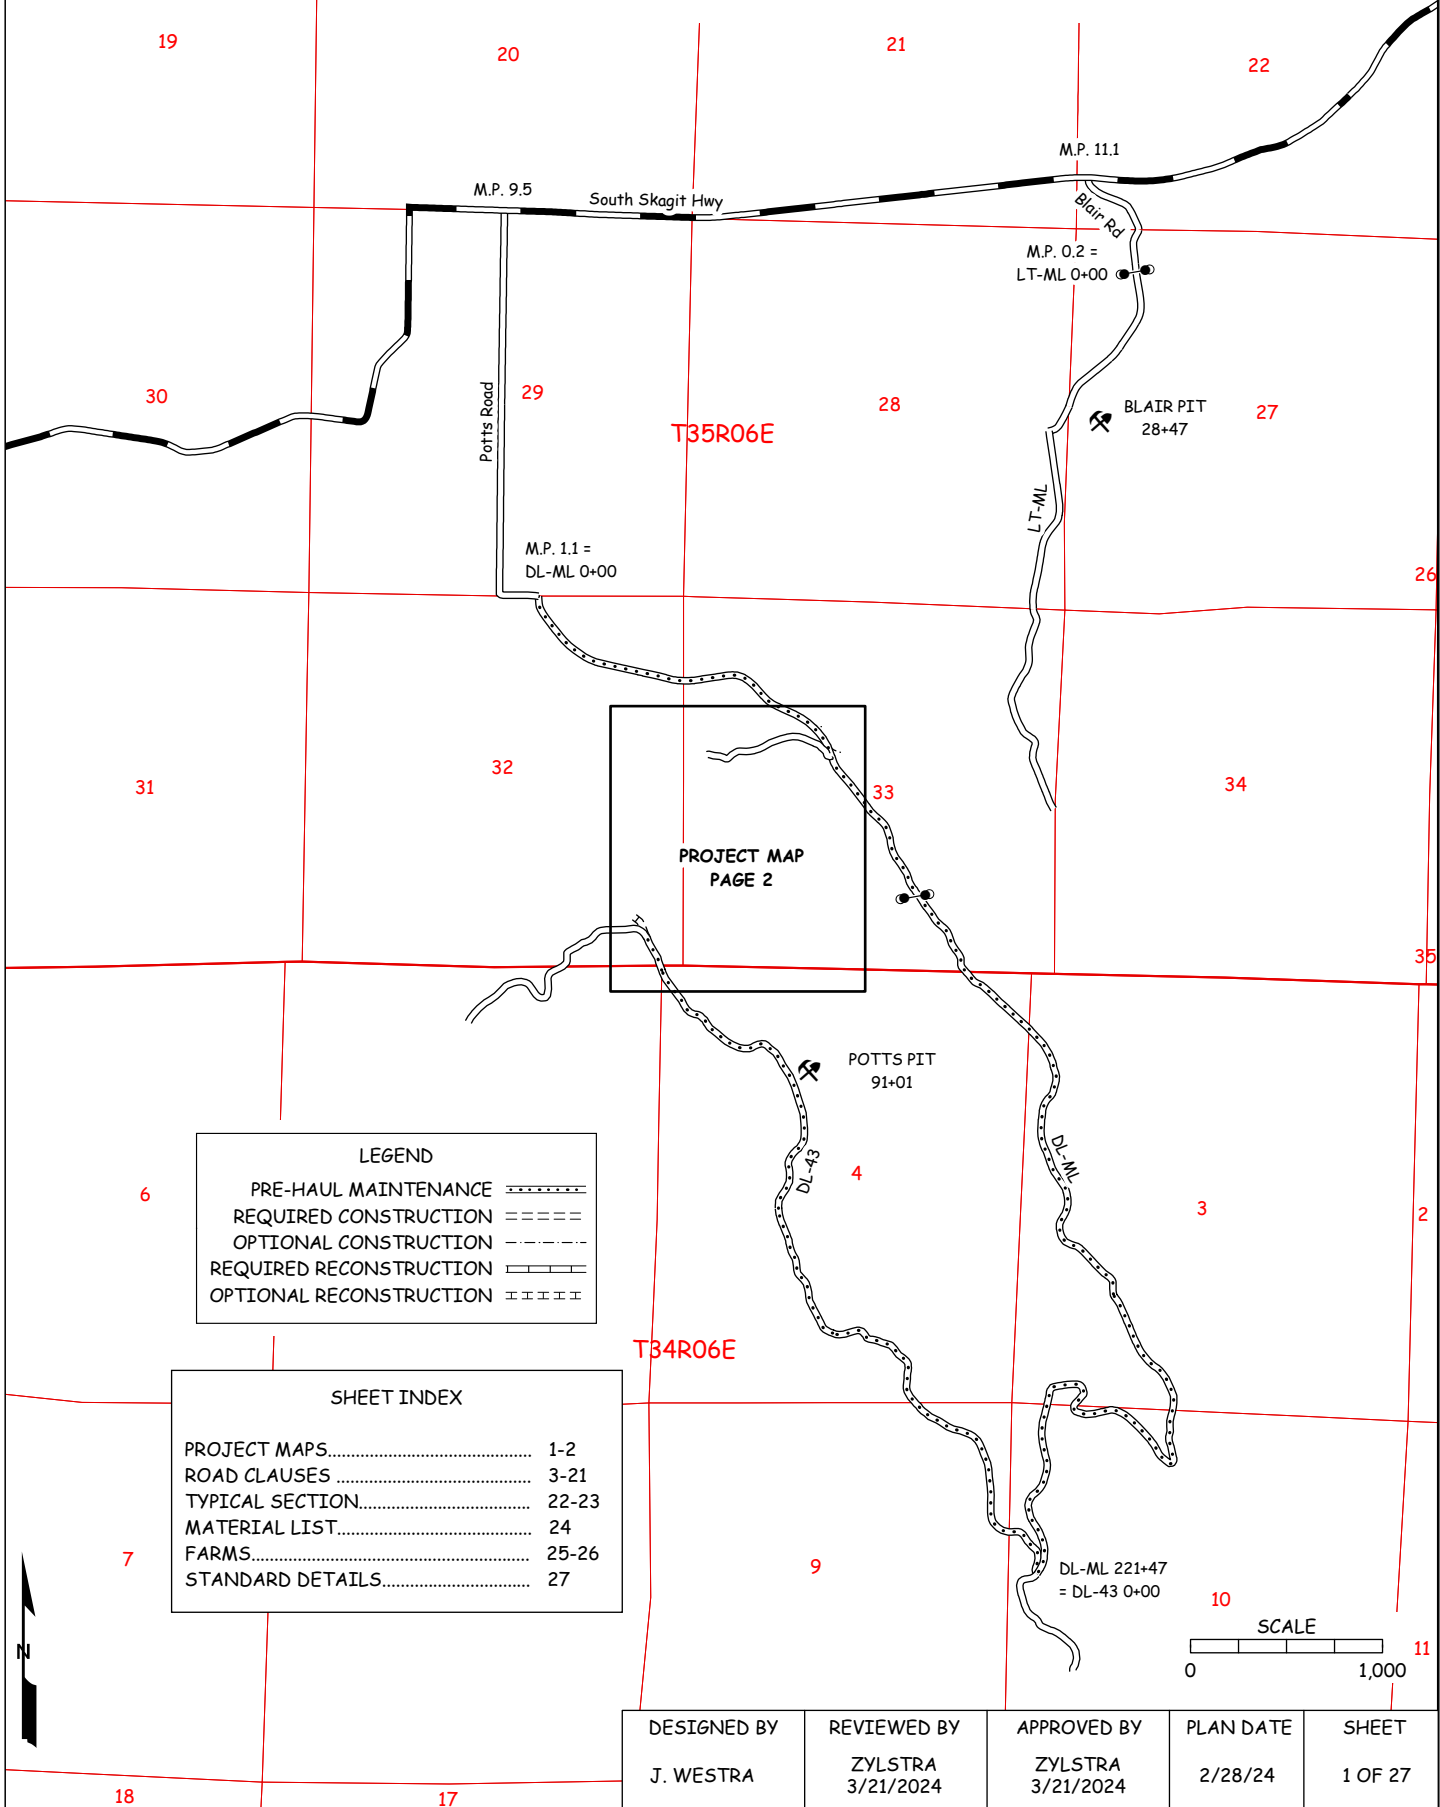 19
20
21
22
M.P. 11.1
M.P. 9.5
South Skagit Hwy
Blair Rd
M.P. 0.2 =
LT-ML 0+00
30
29
28
27
Potts Road
T35R06E
BLAIR PIT
28+47
LT-ML
M.P. 1.1 =
DL-ML 0+00
26
31
32
33
34
PROJECT MAP
PAGE 2
35
POTTS PIT
91+01
DL-43
DL-ML
6
4
3
2
LEGEND
PRE-HAUL MAINTENANCE
REQUIRED CONSTRUCTION
OPTIONAL CONSTRUCTION
REQUIRED RECONSTRUCTION
OPTIONAL RECONSTRUCTION
T34R06E
SHEET INDEX
PROJECT MAPS.................................... 1-2
ROAD CLAUSES .................................. 3-21
TYPICAL SECTION.............................. 22-23
MATERIAL LIST.................................. 24
FARMS................................................. 25-26
STANDARD DETAILS.......................... 27
7
9
DL-ML 221+47
= DL-43 0+00
10
11
N
SCALE
0 1,000
18
17
DESIGNED BY REVIEWED BY APPROVED BY PLAN DATE SHEET
J. WESTRA ZYLSTRA ZYLSTRA 2/28/24 1 OF 27
3/21/2024 3/21/2024